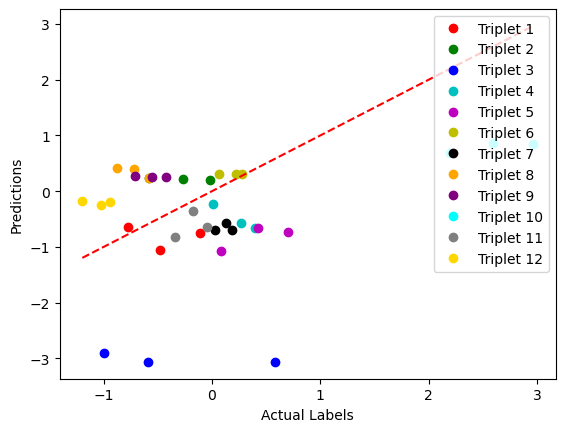 3
2
1
0
−1
−2
−3
Predictions
−1
0
1
2
3
Actual Labels
Triplet 1
Triplet 2
Triplet 3
Triplet 4
Triplet 5
Triplet 6
Triplet 7
Triplet 8
Triplet 9
Triplet 10
Triplet 11
Triplet 12